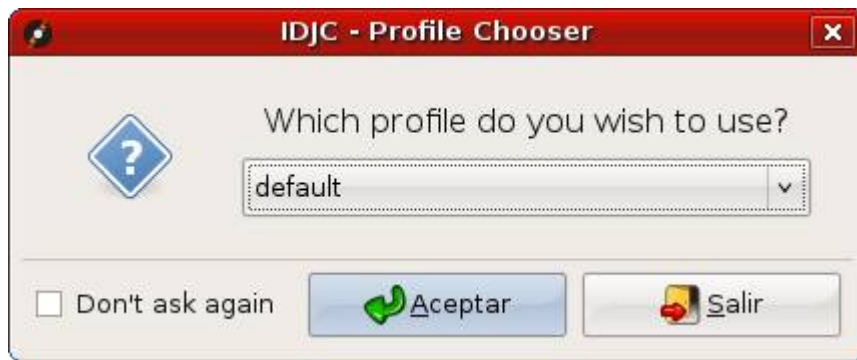 IDJC - Profile Chooser
Which profile do you wish to use?
default
Don't ask again
Aceptar
Salir